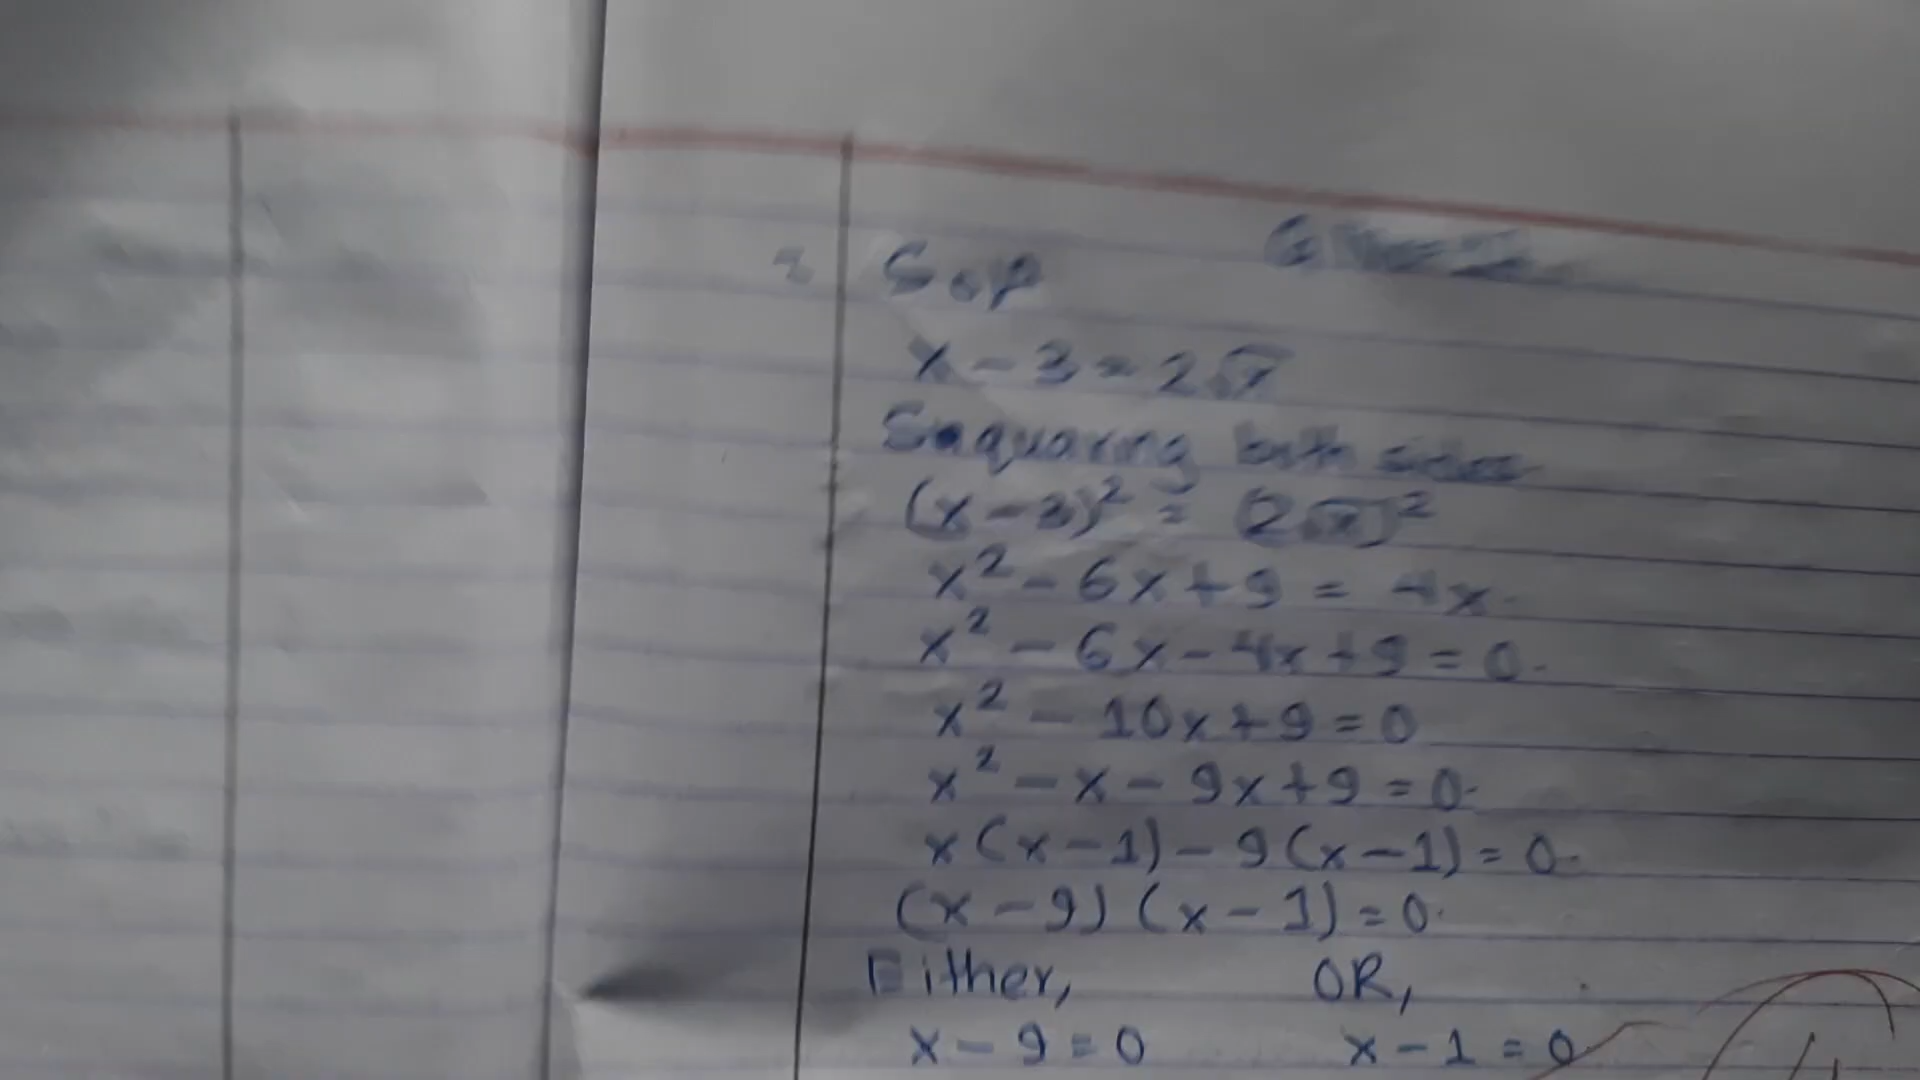 Solⁿ
x - 3 = 2√x
Squaring both sides
(x - 3)² = (2√x)²
x² - 6x + 9 = 4x.
x² - 6x - 4x + 9 = 0.
x² - 10x + 9 = 0
x² - x - 9x + 9 = 0.
x(x - 1) - 9(x - 1) = 0.
(x - 9) (x - 1) = 0.
Either, OR,
x - 9 = 0 x - 1 = 0